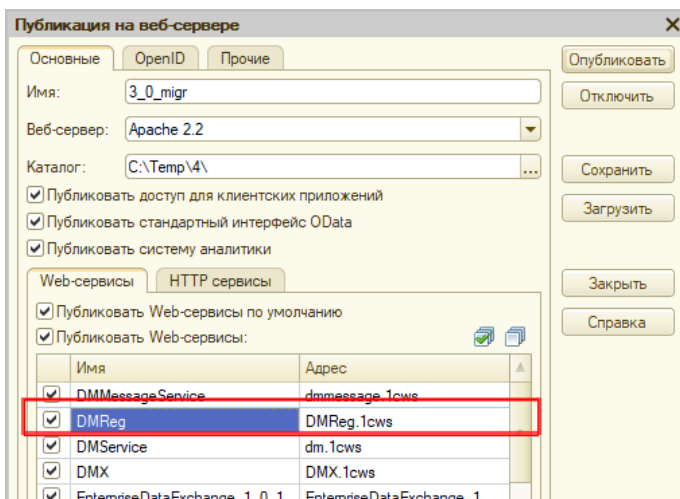 Публикация на веб-сервере
Основные OpenID Прочие
Опубликовать
Имя: 3_0_migr
Отключить
Веб-сервер: Apache 2.2
Каталог: C:\Temp\4\ ...
Сохранить
Публиковать доступ для клиентских приложений
Загрузить
Публиковать стандартный интерфейс OData
Публиковать систему аналитики
Web-сервисы HTTP сервисы
Закрыть
Публиковать Web-сервисы по умолчанию
Справка
Публиковать Web-сервисы:
Имя Адрес
DMMessageService dmmessage.1cws
DMReg DMReg.1cws
DMService dm.1cws
DMX DMX.1cws
EnterpriseDataExchange_1_0_1 EnterpriseDataExchange_1